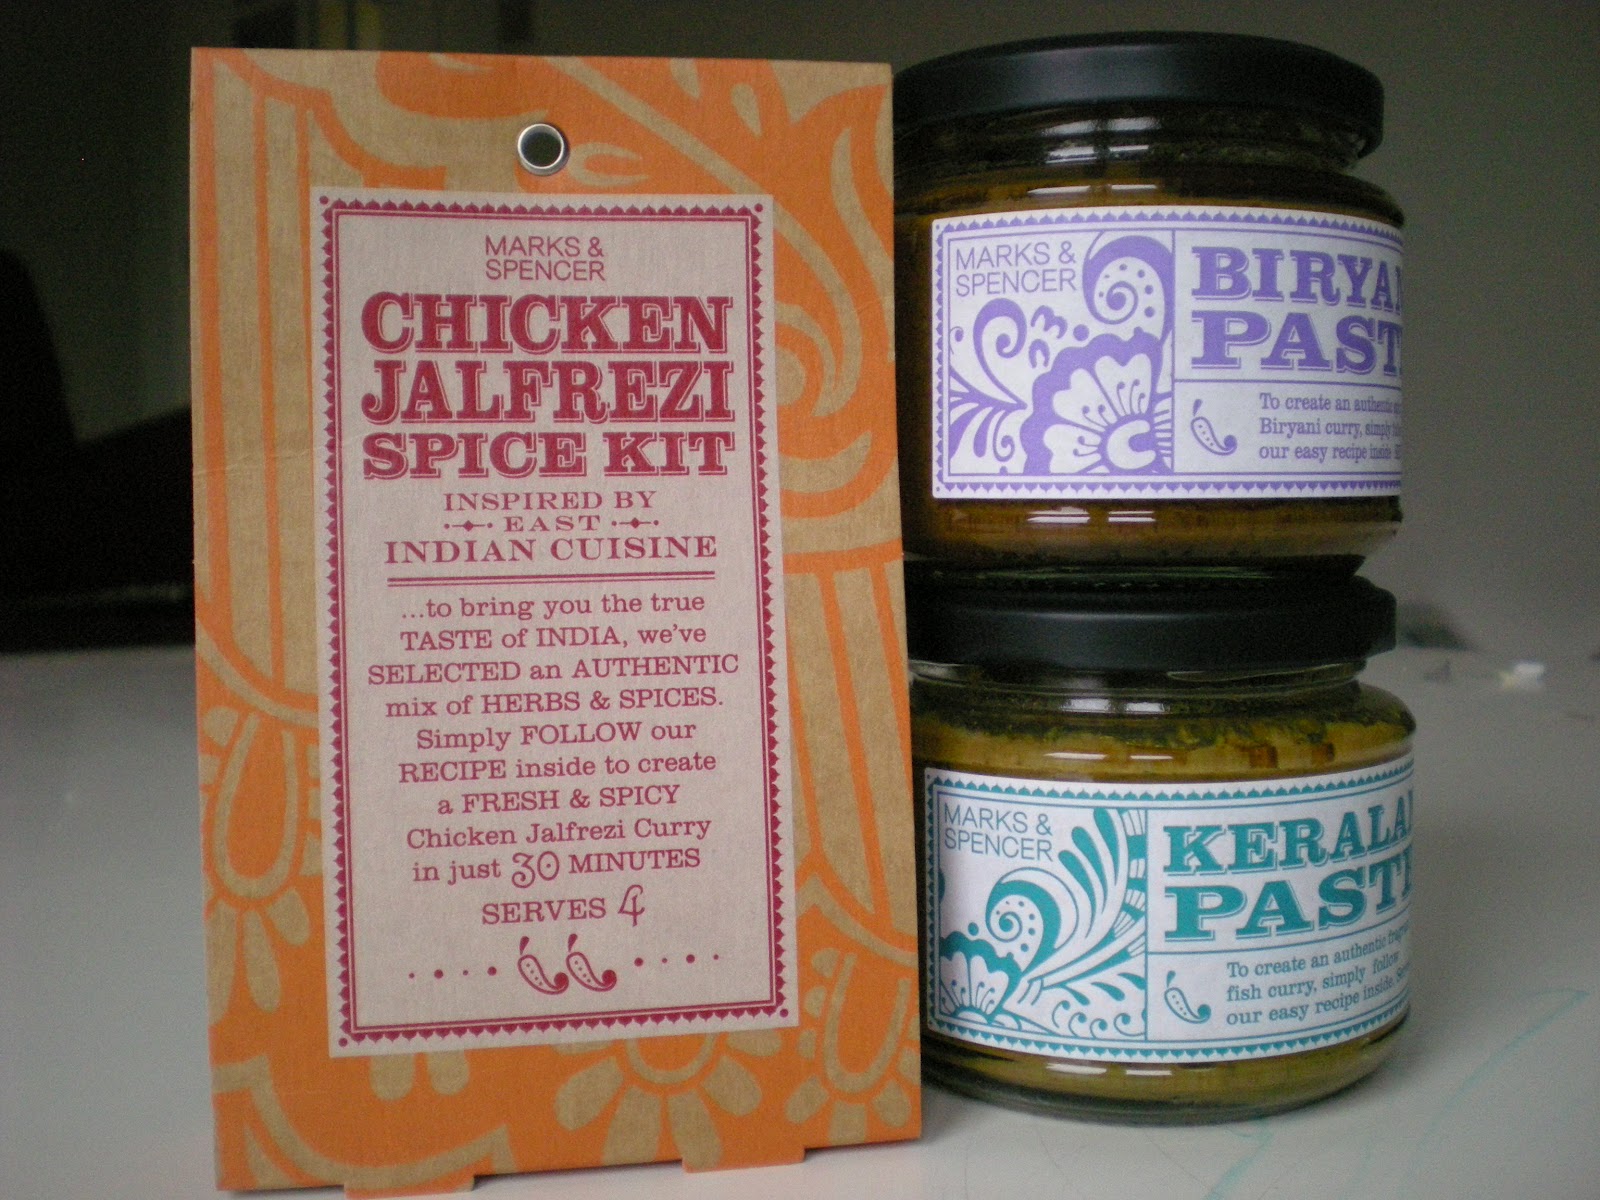 MARKS &
SPENCER
CHICKEN
JALFREZI
SPICE KIT
INSPIRED BY
EAST
INDIAN CUISINE
...to bring you the true
TASTE of INDIA, we've
SELECTED an AUTHENTIC
mix of HERBS & SPICES.
Simply FOLLOW our
RECIPE inside to create
a FRESH & SPICY
Chicken Jalfrezi Curry
in just 30 MINUTES
SERVES 4
MARKS &
SPENCER
BIRYAN
PAST
To create an authentic
Biryani curry, simply
our easy recipe inside
MARKS &
SPENCER
KERALA
PAST
To create an authentic
fish curry, simply follow
our easy recipe inside.